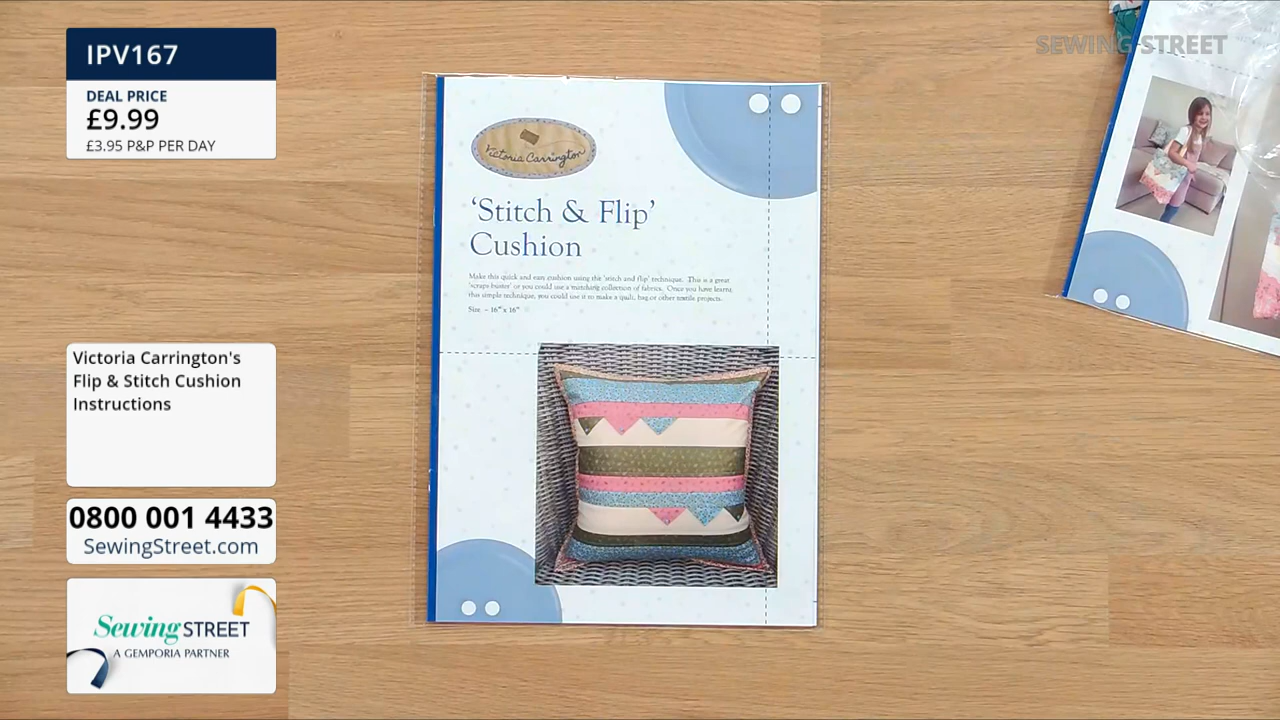 IPV167
DEAL PRICE
£9.99
£3.95 P&P PER DAY
Victoria Carrington's
Flip & Stitch Cushion
Instructions
0800 001 4433
SewingStreet.com
Sewing STREET
A GEMPORIA PARTNER
SEWING STREET
Victoria Carrington
‘Stitch & Flip’
Cushion
Make this quick and easy cushion using the 'stitch and flip' technique. This is a great
'scraps buster' or you could use a matching collection of fabrics. Once you have learnt
this simple technique, you could use it to make a quilt, bag or other textile projects.
Size – 16" x 16"